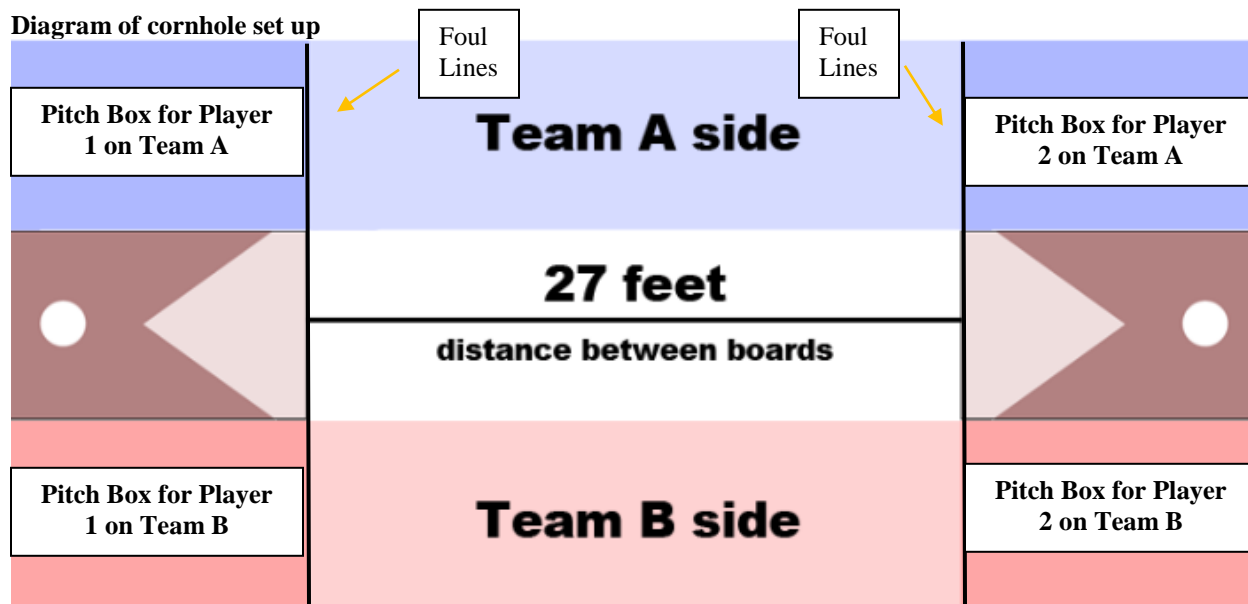 Diagram of cornhole set up
Foul
Lines
Foul
Lines
Pitch Box for Player
1 on Team A
Team A side
Pitch Box for Player
2 on Team A
27 feet
distance between boards
Pitch Box for Player
1 on Team B
Team B side
Pitch Box for Player
2 on Team B